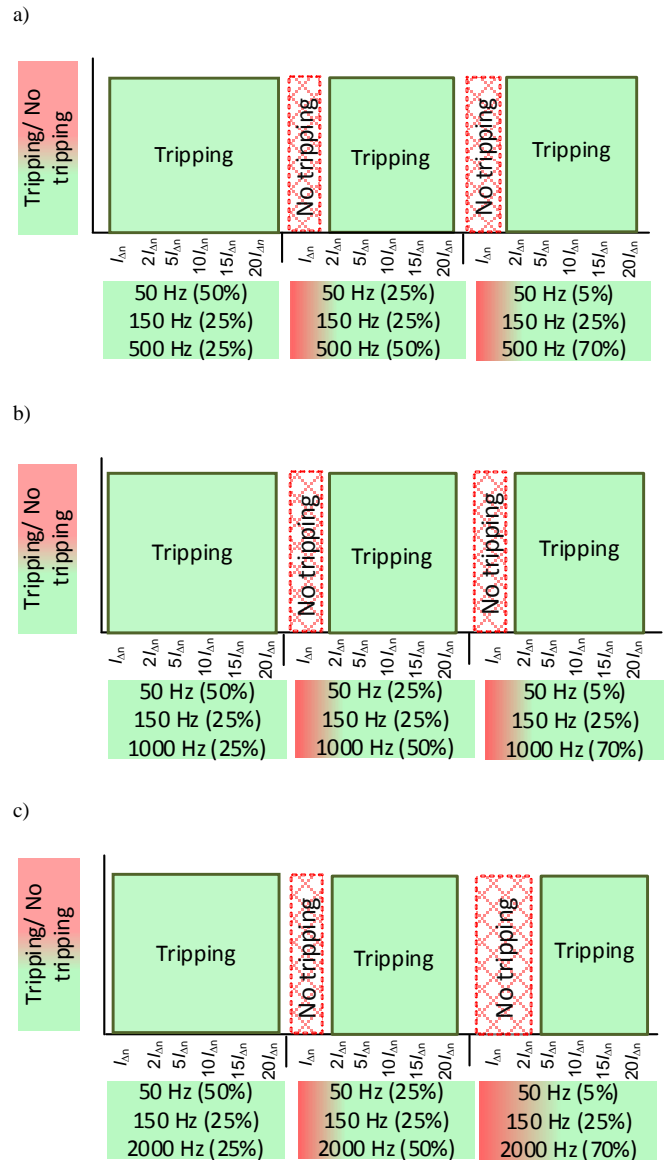 a)
Tripping/ No
tripping
Tripping
No tripping
Tripping
No tripping
Tripping
IΔn
2IΔn
5IΔn
10IΔn
15IΔn
20IΔn
IΔn
2IΔn
5IΔn
10IΔn
15IΔn
20IΔn
IΔn
2IΔn
5IΔn
10IΔn
15IΔn
20IΔn
50 Hz (50%)
150 Hz (25%)
500 Hz (25%)
50 Hz (25%)
150 Hz (25%)
500 Hz (50%)
50 Hz (5%)
150 Hz (25%)
500 Hz (70%)
b)
Tripping/ No
tripping
Tripping
No tripping
Tripping
No tripping
Tripping
IΔn
2IΔn
5IΔn
10IΔn
15IΔn
20IΔn
IΔn
2IΔn
5IΔn
10IΔn
15IΔn
20IΔn
IΔn
2IΔn
5IΔn
10IΔn
15IΔn
20IΔn
50 Hz (50%)
150 Hz (25%)
1000 Hz (25%)
50 Hz (25%)
150 Hz (25%)
1000 Hz (50%)
50 Hz (5%)
150 Hz (25%)
1000 Hz (70%)
c)
Tripping/ No
tripping
Tripping
No tripping
Tripping
No tripping
Tripping
IΔn
2IΔn
5IΔn
10IΔn
15IΔn
20IΔn
IΔn
2IΔn
5IΔn
10IΔn
15IΔn
20IΔn
IΔn
2IΔn
5IΔn
10IΔn
15IΔn
20IΔn
50 Hz (50%)
150 Hz (25%)
2000 Hz (25%)
50 Hz (25%)
150 Hz (25%)
2000 Hz (50%)
50 Hz (5%)
150 Hz (25%)
2000 Hz (70%)